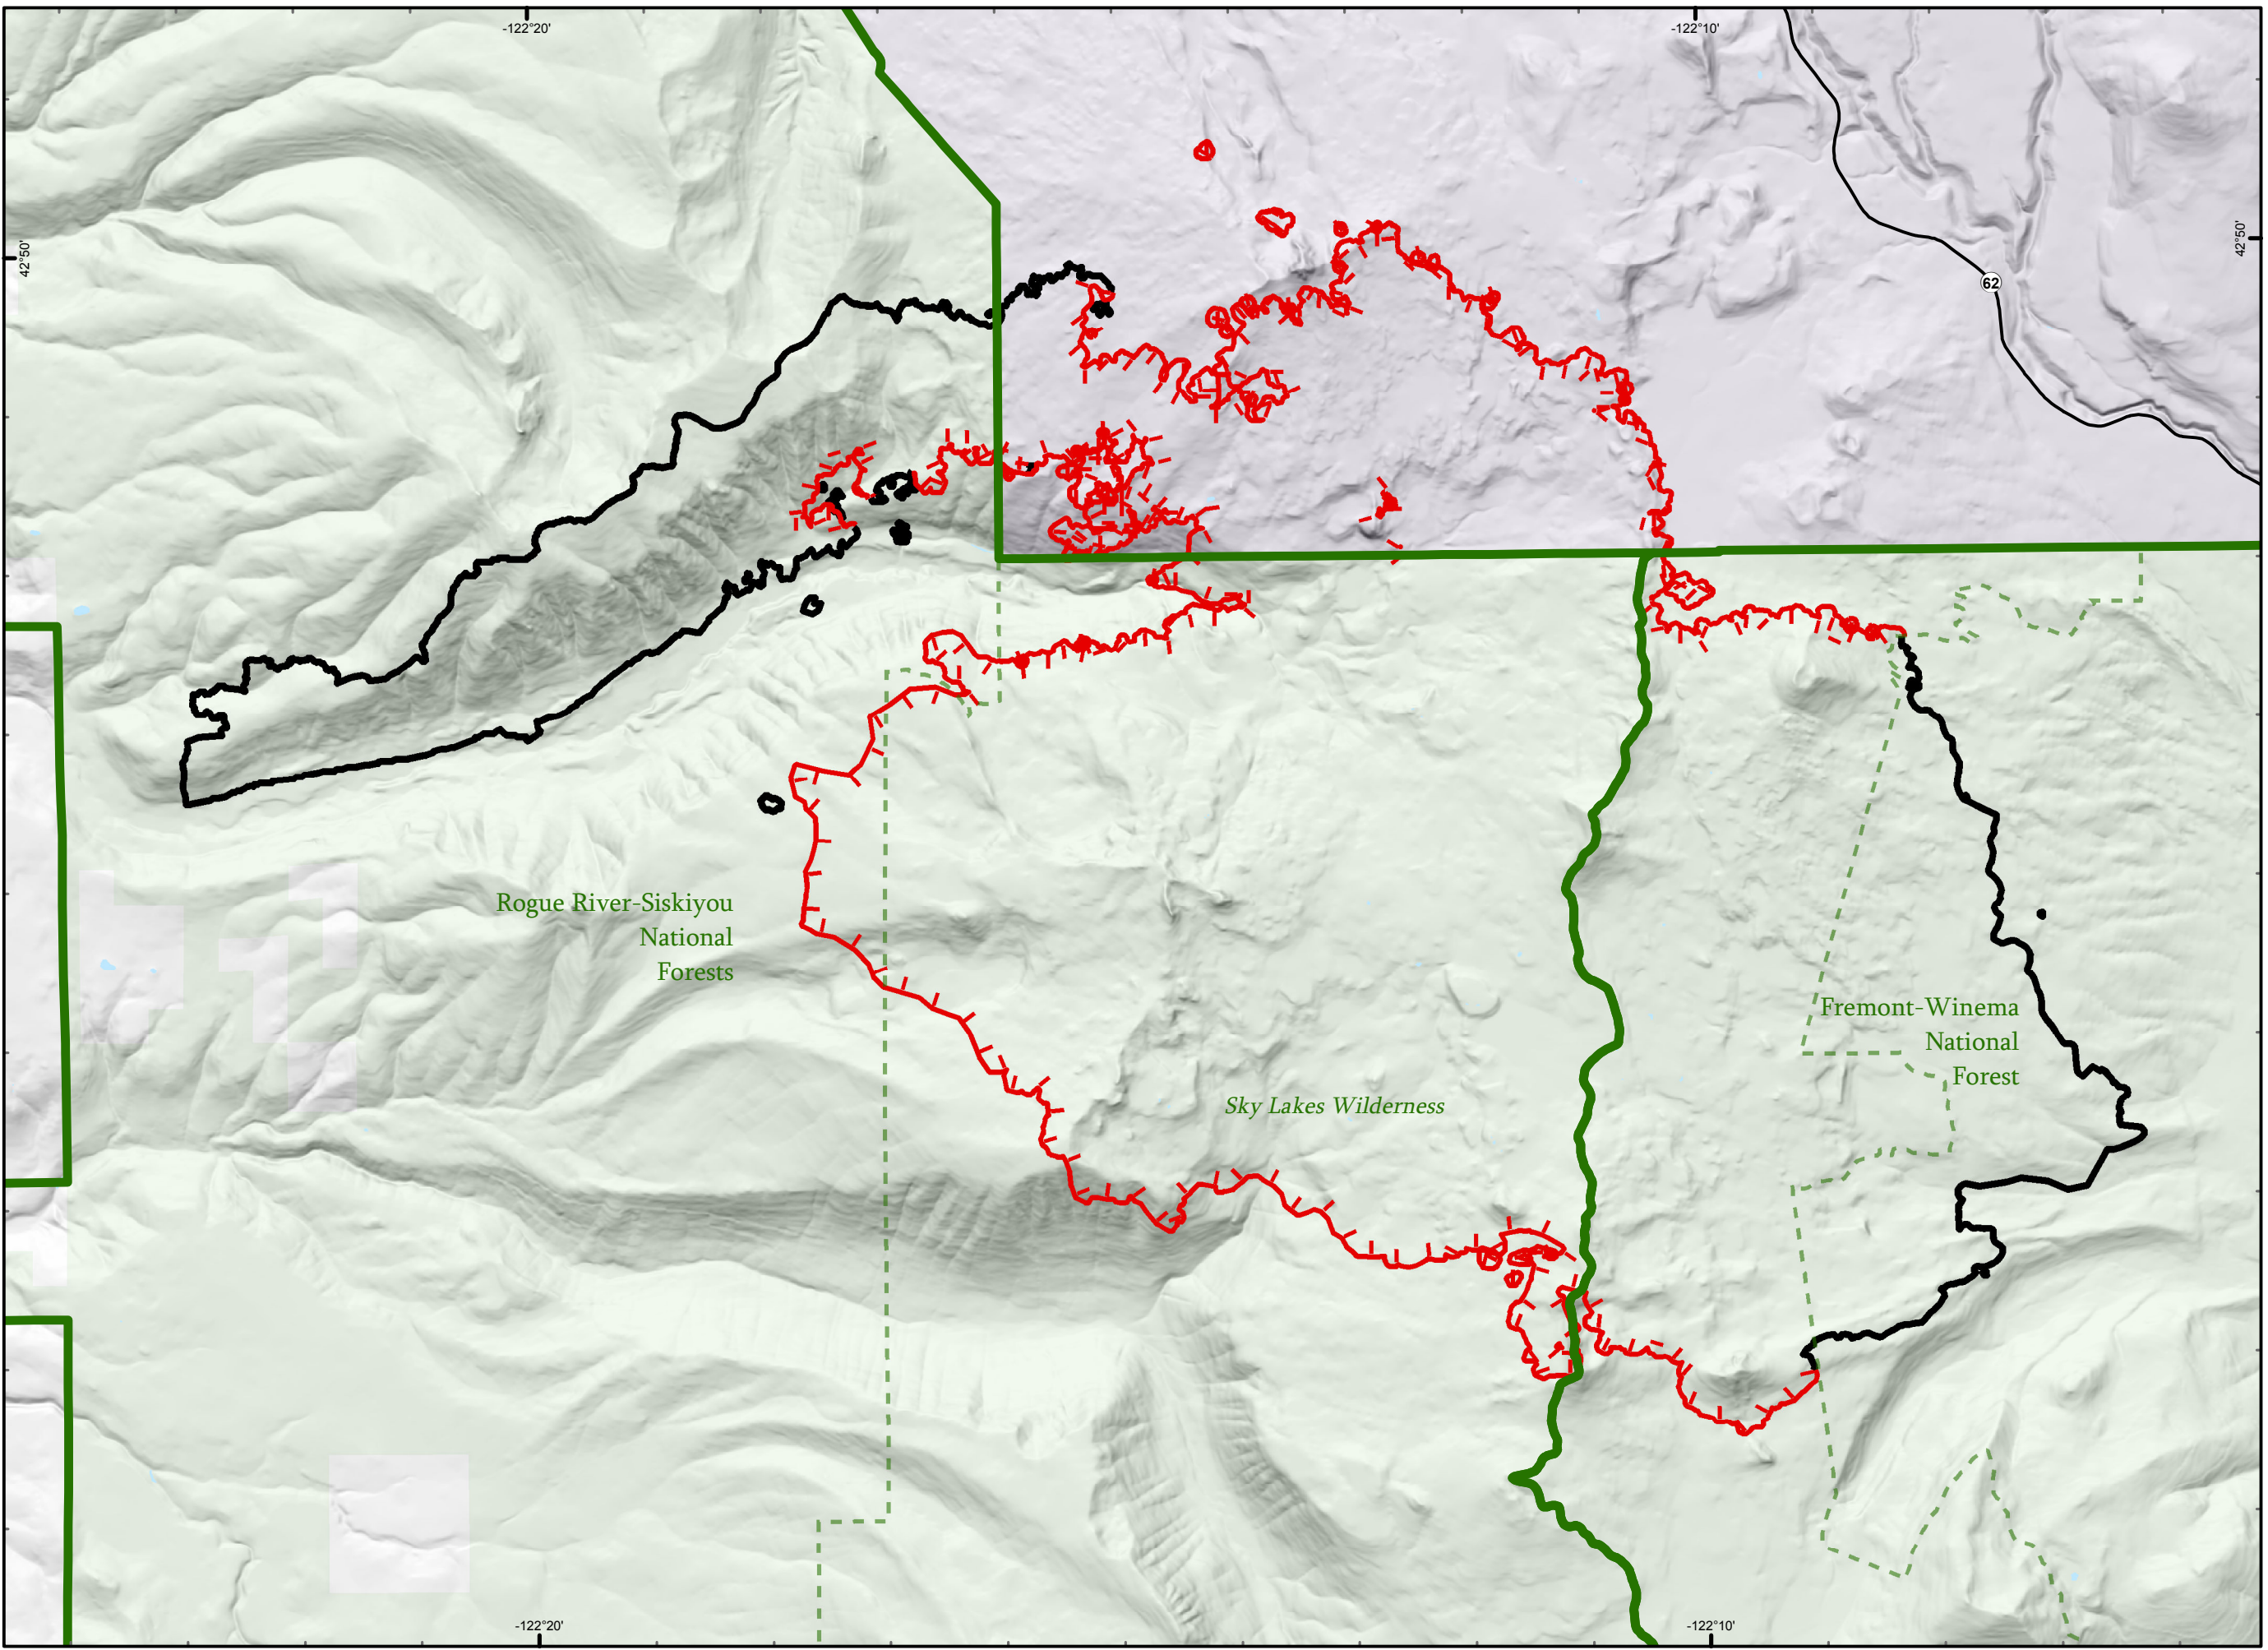 -122°20'
-122°10'
42°50'
42°50'
62
Rogue River-Siskiyou
National
Forests
Fremont-Winema
National
Forest
Sky Lakes Wilderness
-122°20'
-122°10'